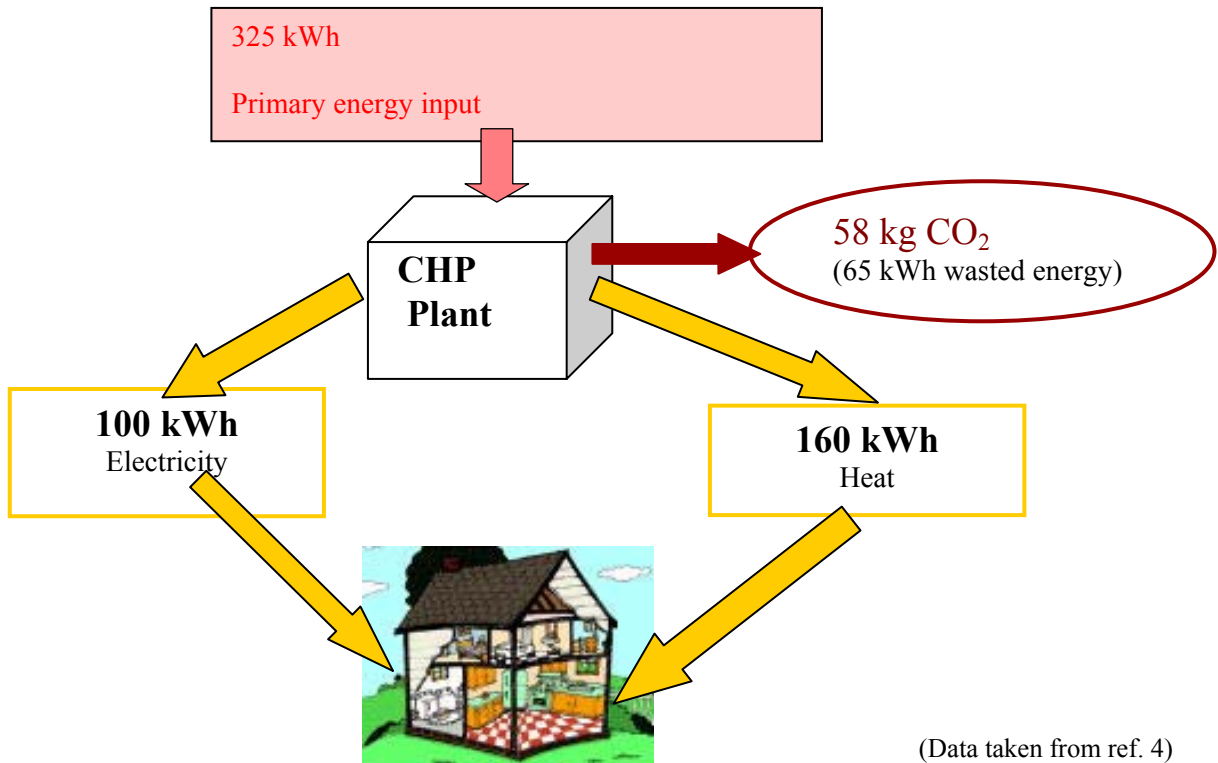 325 kWh
Primary energy input
CHP
Plant
58 kg CO₂
(65 kWh wasted energy)
100 kWh
Electricity
160 kWh
Heat
(Data taken from ref. 4)